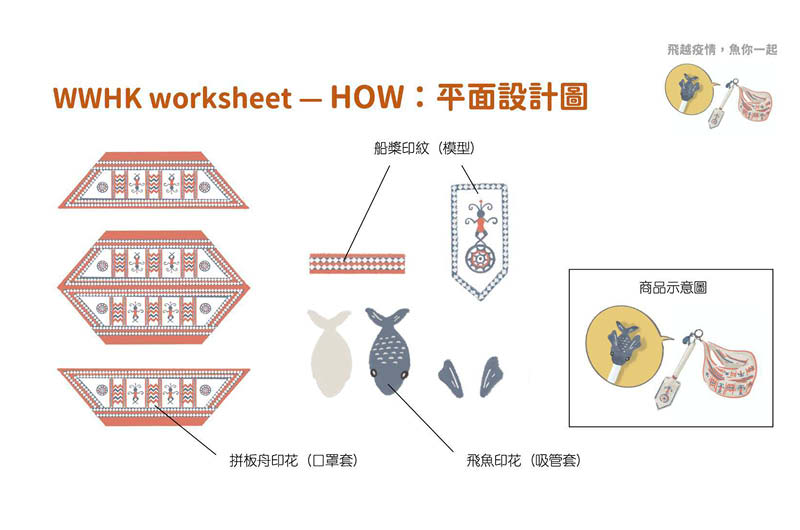 飛越疫情，魚你一起
WWHK worksheet — HOW：平面設計圖
船槳印紋（模型）
商品示意圖
拼板舟印花（口罩套）
飛魚印花（吸管套）